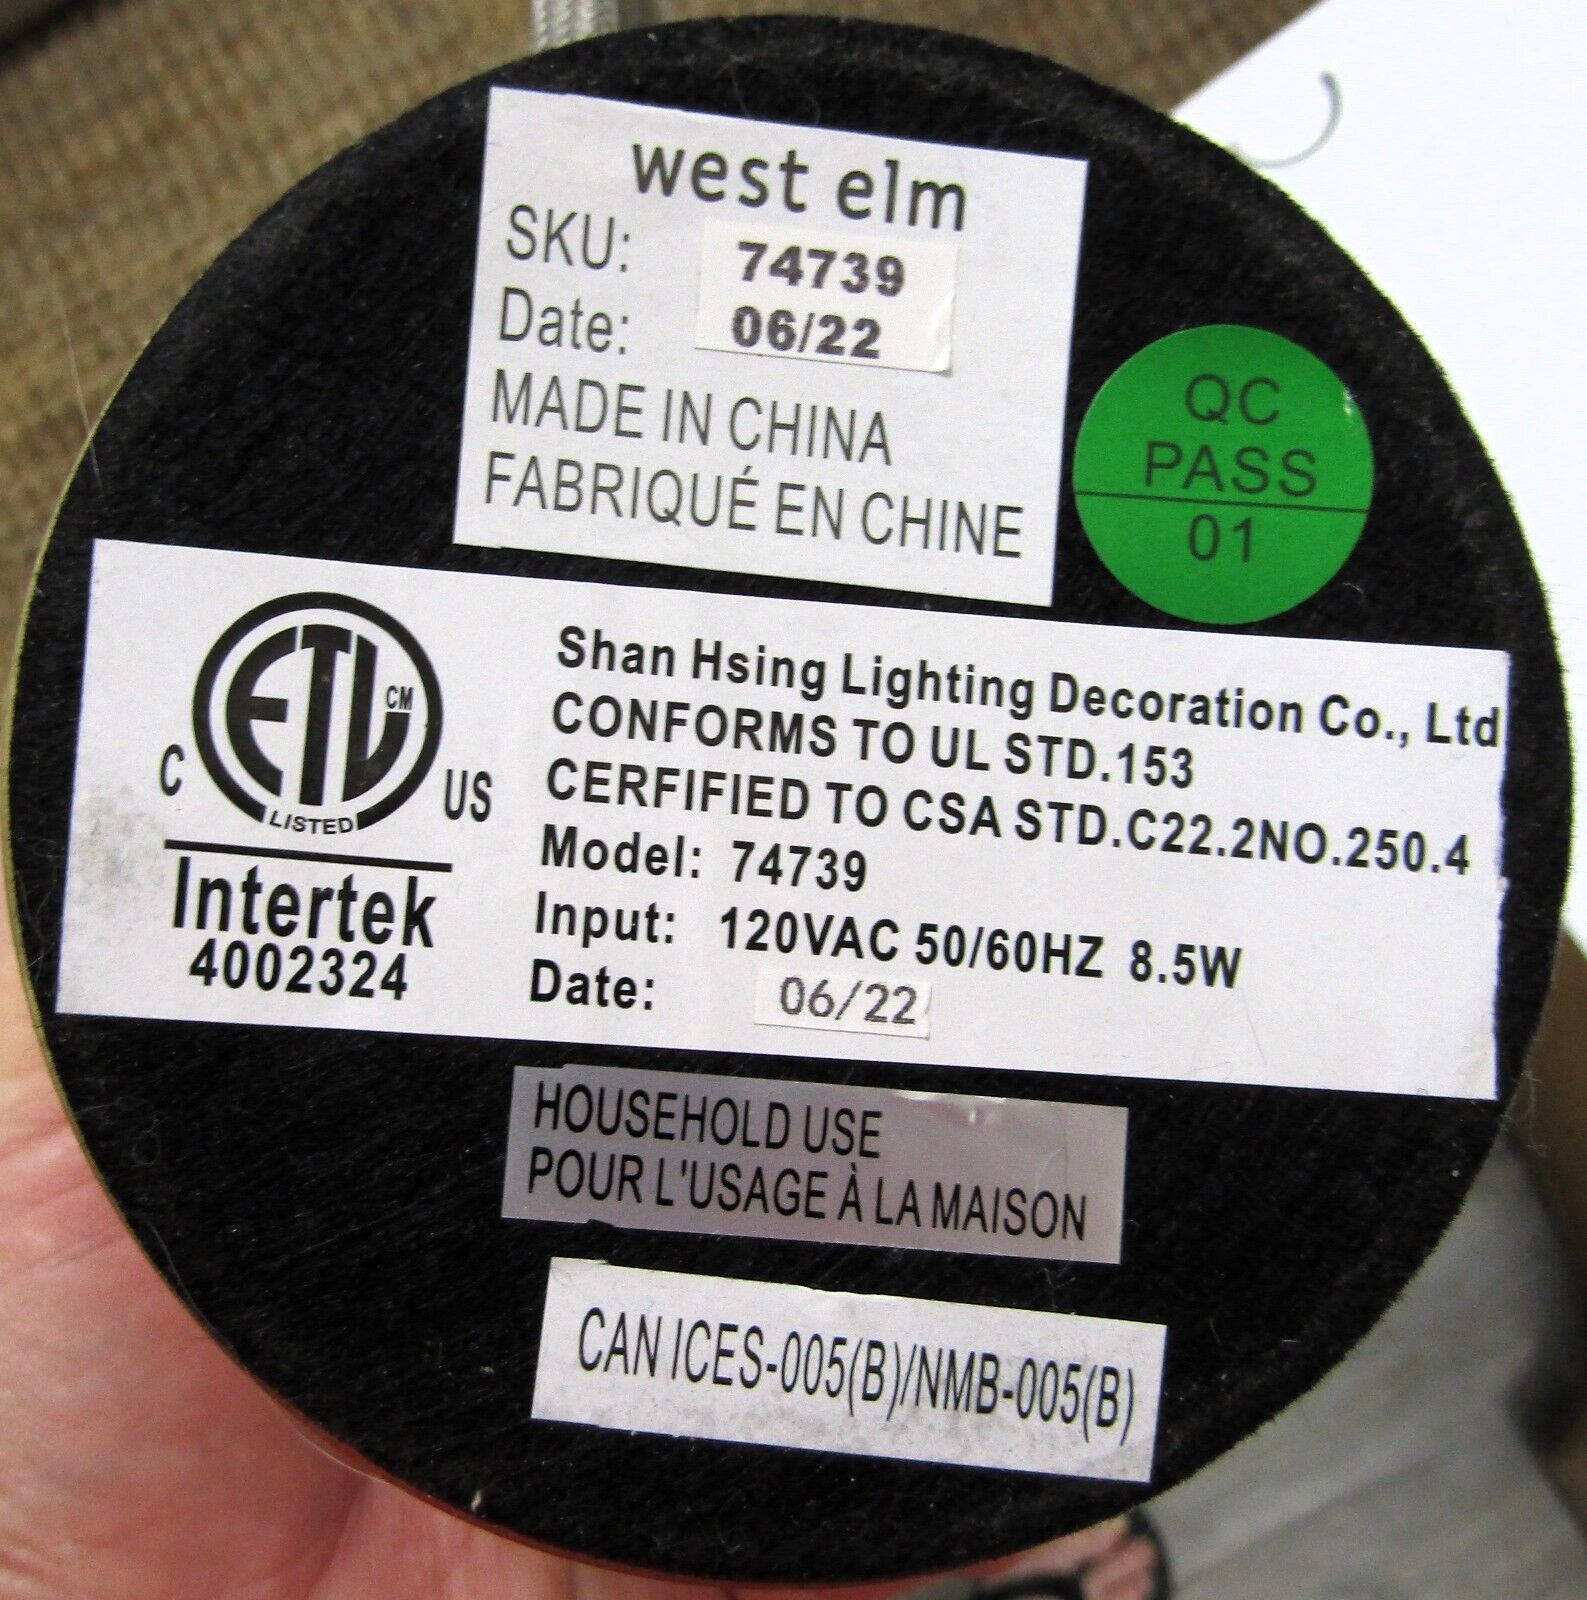 west elm
SKU: 74739
Date: 06/22
MADE IN CHINA
FABRIQUÉ EN CHINE
QC
PASS
01
ETL CM
LISTED
C US
Intertek
4002324
Shan Hsing Lighting Decoration Co., Ltd
CONFORMS TO UL STD.153
CERFIFIED TO CSA STD.C22.2NO.250.4
Model: 74739
Input: 120VAC 50/60HZ 8.5W
Date: 06/22
HOUSEHOLD USE
POUR L'USAGE À LA MAISON
CAN ICES-005(B)/NMB-005(B)